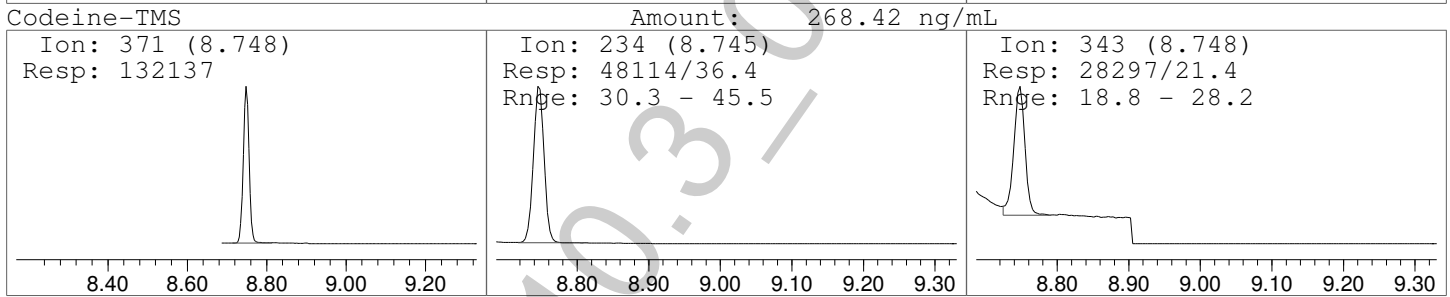 Codeine-TMS Amount: 268.42 ng/mL
Ion: 371 (8.748)
Resp: 132137
8.40 8.60 8.80 9.00 9.20
Ion: 234 (8.745)
Resp: 48114/36.4
Rnge: 30.3 - 45.5
8.80 8.90 9.00 9.10 9.20 9.30
Ion: 343 (8.748)
Resp: 28297/21.4
Rnge: 18.8 - 28.2
8.80 8.90 9.00 9.10 9.20 9.30